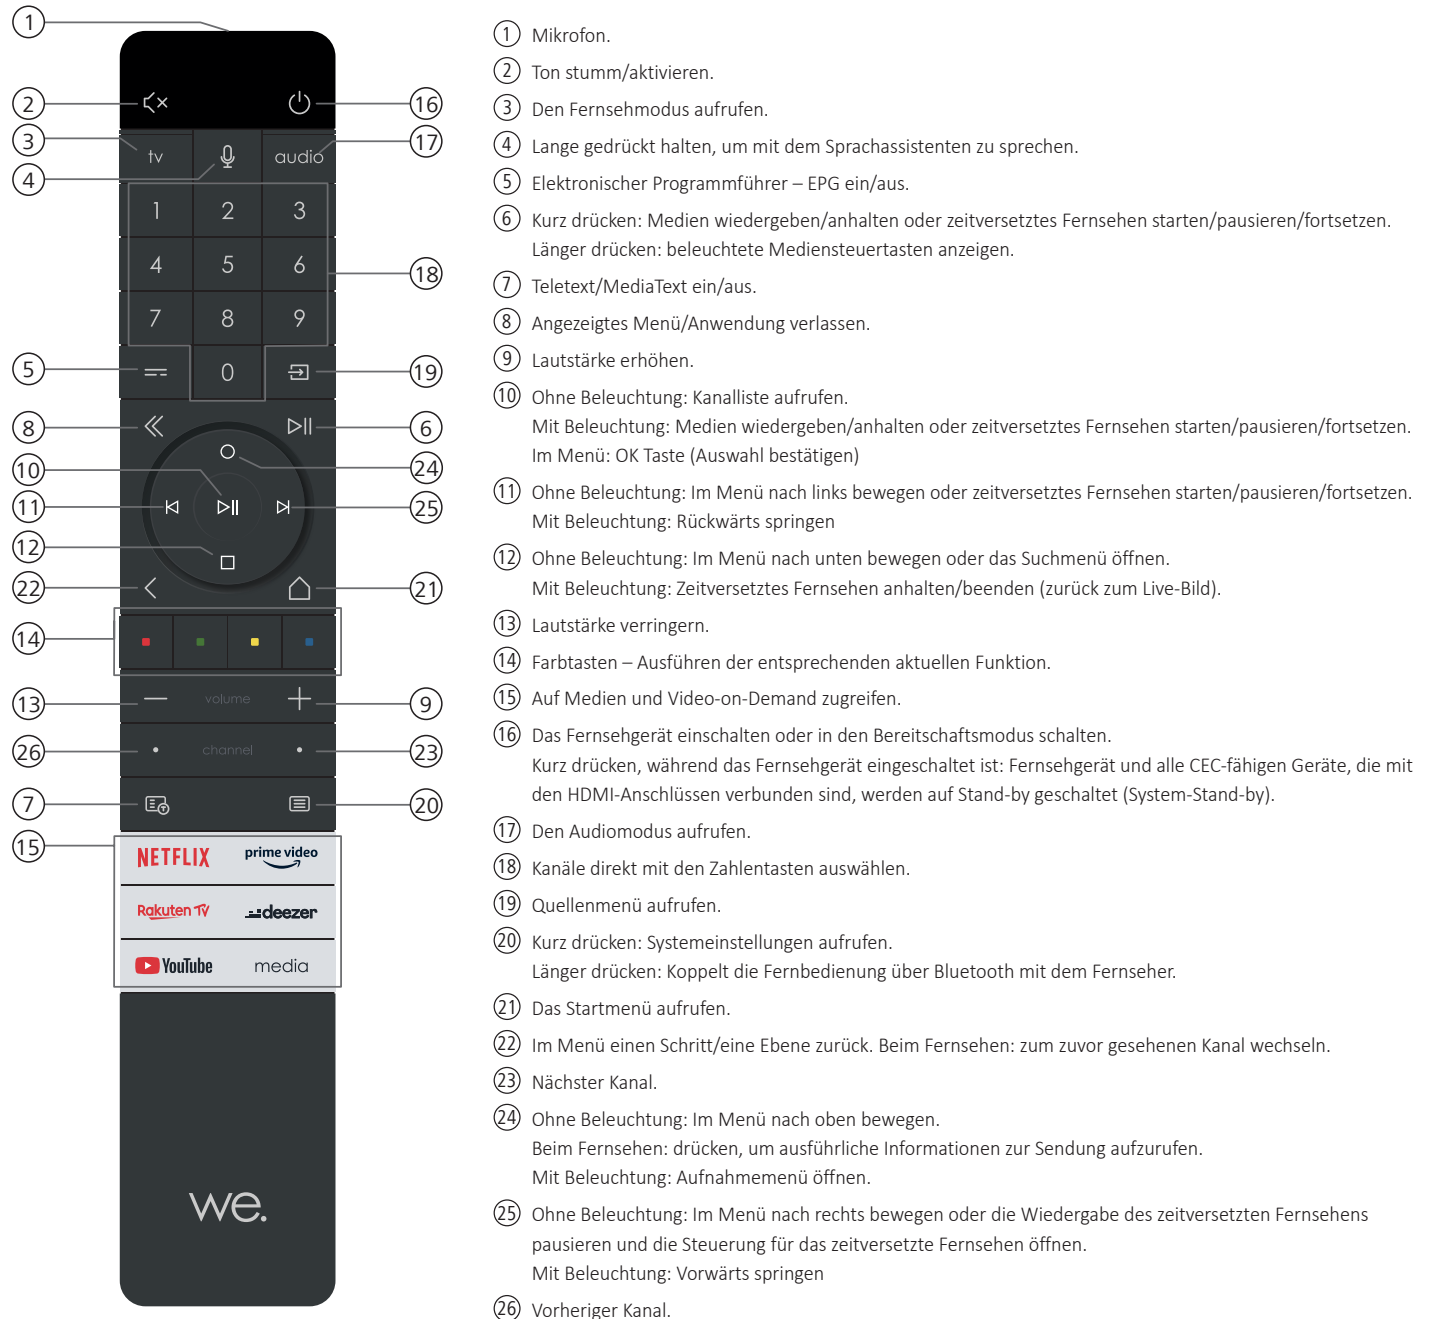 1
2
3
4
16
17
tv
audio
1 2 3
4 5 6
7 8 9
0
18
5
19
8
6
10
24
11
25
12
22
21
14
13
volume
9
26
channel
23
7
20
15
NETFLIX
prime video
Rakuten TV
deezer
YouTube
media
we.
1 Mikrofon.
2 Ton stumm/aktivieren.
3 Den Fernsehmodus aufrufen.
4 Lange gedrückt halten, um mit dem Sprachassistenten zu sprechen.
5 Elektronischer Programmführer – EPG ein/aus.
6 Kurz drücken: Medien wiedergeben/anhalten oder zeitversetztes Fernsehen starten/pausieren/fortsetzen.
Länger drücken: beleuchtete Mediensteuertasten anzeigen.
7 Teletext/MediaText ein/aus.
8 Angezeigtes Menü/Anwendung verlassen.
9 Lautstärke erhöhen.
10 Ohne Beleuchtung: Kanalliste aufrufen.
Mit Beleuchtung: Medien wiedergeben/anhalten oder zeitversetztes Fernsehen starten/pausieren/fortsetzen.
Im Menü: OK Taste (Auswahl bestätigen)
11 Ohne Beleuchtung: Im Menü nach links bewegen oder zeitversetztes Fernsehen starten/pausieren/fortsetzen.
Mit Beleuchtung: Rückwärts springen
12 Ohne Beleuchtung: Im Menü nach unten bewegen oder das Suchmenü öffnen.
Mit Beleuchtung: Zeitversetztes Fernsehen anhalten/beenden (zurück zum Live-Bild).
13 Lautstärke verringern.
14 Farbtasten – Ausführen der entsprechenden aktuellen Funktion.
15 Auf Medien und Video-on-Demand zugreifen.
16 Das Fernsehgerät einschalten oder in den Bereitschaftsmodus schalten.
Kurz drücken, während das Fernsehgerät eingeschaltet ist: Fernsehgerät und alle CEC-fähigen Geräte, die mit
den HDMI-Anschlüssen verbunden sind, werden auf Stand-by geschaltet (System-Stand-by).
17 Den Audiomodus aufrufen.
18 Kanäle direkt mit den Zahlentasten auswählen.
19 Quellenmenü aufrufen.
20 Kurz drücken: Systemeinstellungen aufrufen.
Länger drücken: Koppelt die Fernbedienung über Bluetooth mit dem Fernseher.
21 Das Startmenü aufrufen.
22 Im Menü einen Schritt/eine Ebene zurück. Beim Fernsehen: zum zuvor gesehenen Kanal wechseln.
23 Nächster Kanal.
24 Ohne Beleuchtung: Im Menü nach oben bewegen.
Beim Fernsehen: drücken, um ausführliche Informationen zur Sendung aufzurufen.
Mit Beleuchtung: Aufnahmemenü öffnen.
25 Ohne Beleuchtung: Im Menü nach rechts bewegen oder die Wiedergabe des zeitversetzten Fernsehens
pausieren und die Steuerung für das zeitversetzte Fernsehen öffnen.
Mit Beleuchtung: Vorwärts springen
26 Vorheriger Kanal.